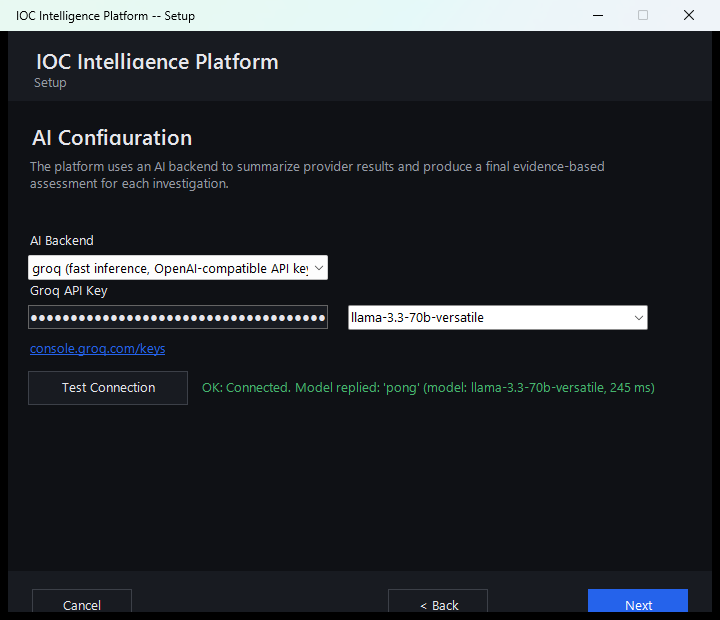 IOC Intelligence Platform -- Setup
IOC Intelligence Platform
Setup
AI Configuration
The platform uses an AI backend to summarize provider results and produce a final evidence-based
assessment for each investigation.
AI Backend
groq (fast inference, OpenAI-compatible API key
Groq API Key
llama-3.3-70b-versatile
console.groq.com/keys
Test Connection
OK: Connected. Model replied: 'pong' (model: llama-3.3-70b-versatile, 245 ms)
Cancel
< Back
Next